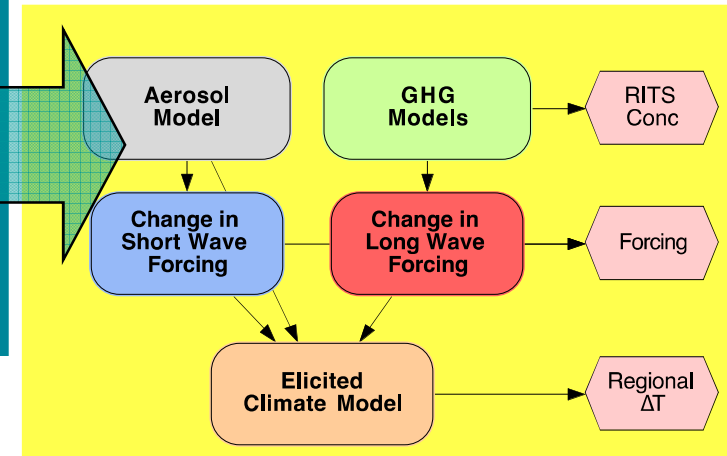 Aerosol
Model
GHG
Models
RITS
Conc
Change in
Short Wave
Forcing
Change in
Long Wave
Forcing
Forcing
Elicited
Climate Model
Regional
ΔT